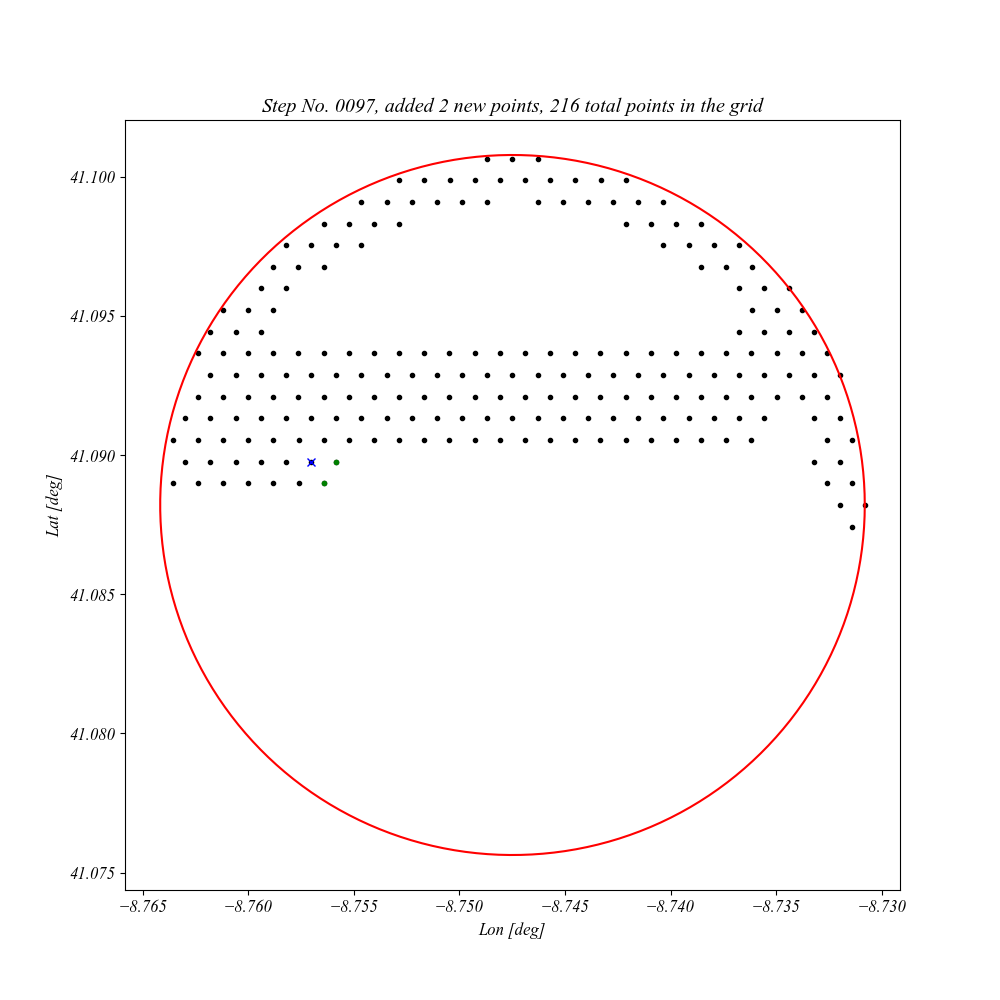 Step No. 0097, added 2 new points, 216 total points in the grid
41.100
41.095
41.090
41.085
41.080
41.075
Lat [deg]
−8.765 −8.760 −8.755 −8.750 −8.745 −8.740 −8.735 −8.730
Lon [deg]